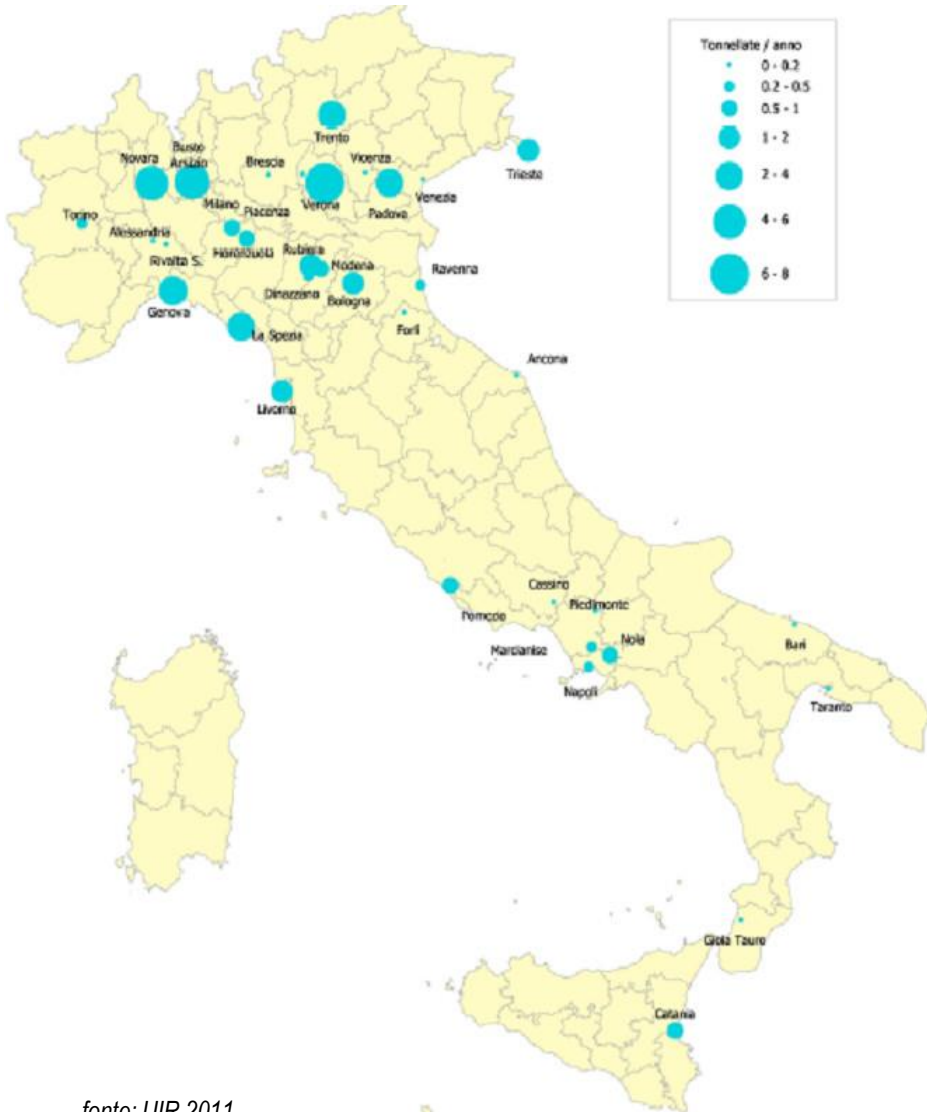 Tonnellate / anno
0 - 0.2
0.2 - 0.5
0.5 - 1
1 - 2
2 - 4
4 - 6
6 - 8
Trento
Trieste
Novara
Busto
Arsizio
Brescia
Vicenza
Verona
Padova
Venezia
Torino
Milano
Piacenza
Alessandria
Rivalta S.
Fiorenzuola
Rubiera
Modena
Ravenna
Dinazzano
Bologna
Genova
La Spezia
Forlì
Ancona
Livorno
Cassino
Piedimonte
Pomezia
Marcianise
Nola
Napoli
Bari
Taranto
Gioia Tauro
Catania
fonte: UIR 2011